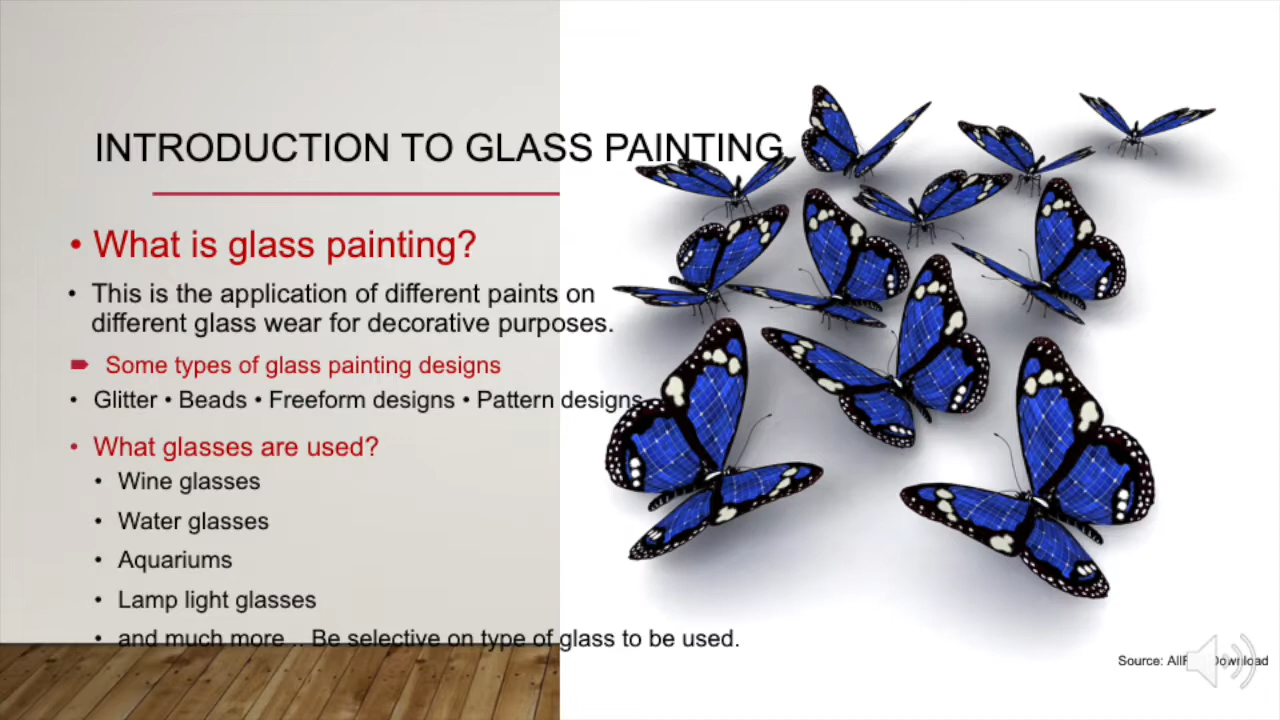 INTRODUCTION TO GLASS PAINTING
• What is glass painting?
• This is the application of different paints on
different glass wear for decorative purposes.
Some types of glass painting designs
• Glitter • Beads • Freeform designs • Pattern designs
• What glasses are used?
• Wine glasses
• Water glasses
• Aquariums
• Lamp light glasses
• and much more .. Be selective on type of glass to be used.
Source: Download